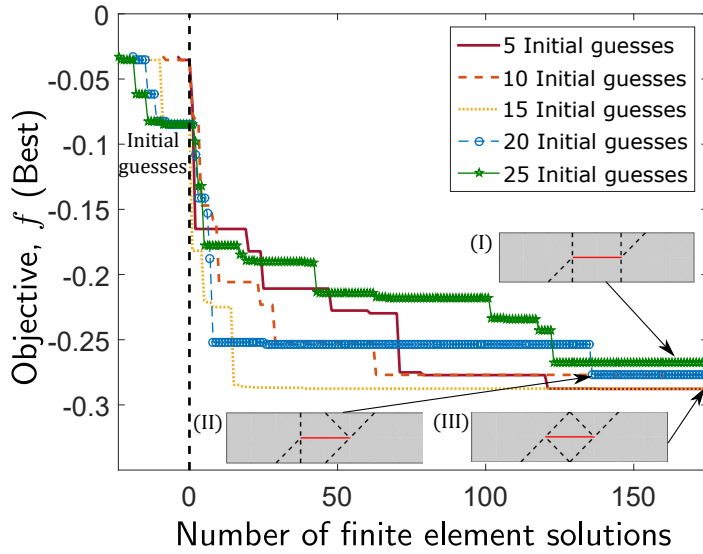 0
-0.05
-0.1
-0.15
-0.2
-0.25
-0.3
Objective, f (Best)
Initial
guesses
5 Initial guesses
10 Initial guesses
15 Initial guesses
20 Initial guesses
25 Initial guesses
(I)
(II)
(III)
0
50
100
150
Number of finite element solutions